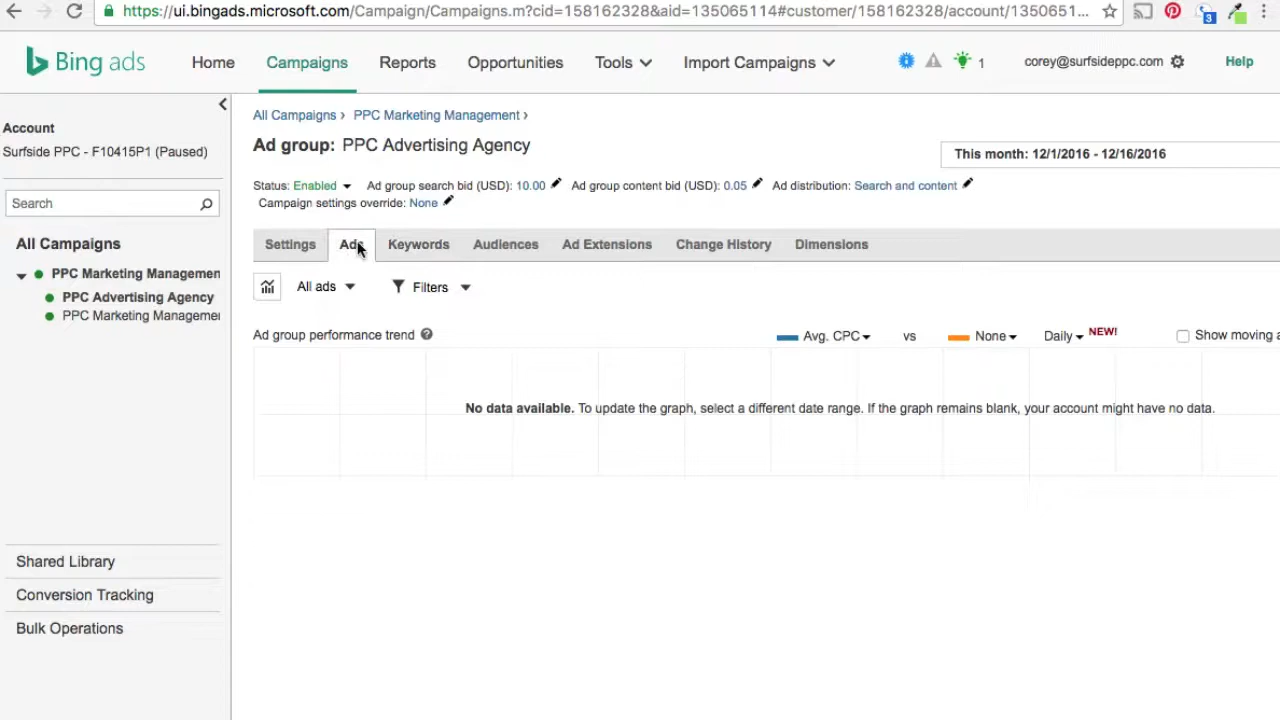 https://ui.bingads.microsoft.com/Campaign/Campaigns.m?cid=158162328&aid=135065114#customer/158162328/account/1350651...
3
Bing ads
Home
Campaigns
Reports
Opportunities
Tools
Import Campaigns
1
corey@surfsideppc.com
Help
Account
Surfside PPC - F10415P1 (Paused)
Search
All Campaigns
PPC Marketing Managemen
PPC Advertising Agency
PPC Marketing Manageme
Shared Library
Conversion Tracking
Bulk Operations
All Campaigns › PPC Marketing Management ›
Ad group: PPC Advertising Agency
This month: 12/1/2016 - 12/16/2016
Status: Enabled Ad group search bid (USD): 10.00 Ad group content bid (USD): 0.05 Ad distribution: Search and content
Campaign settings override: None
Settings
Ads
Keywords
Audiences
Ad Extensions
Change History
Dimensions
All ads
Filters
Ad group performance trend
Avg. CPC vs None Daily NEW! Show moving a
No data available. To update the graph, select a different date range. If the graph remains blank, your account might have no data.